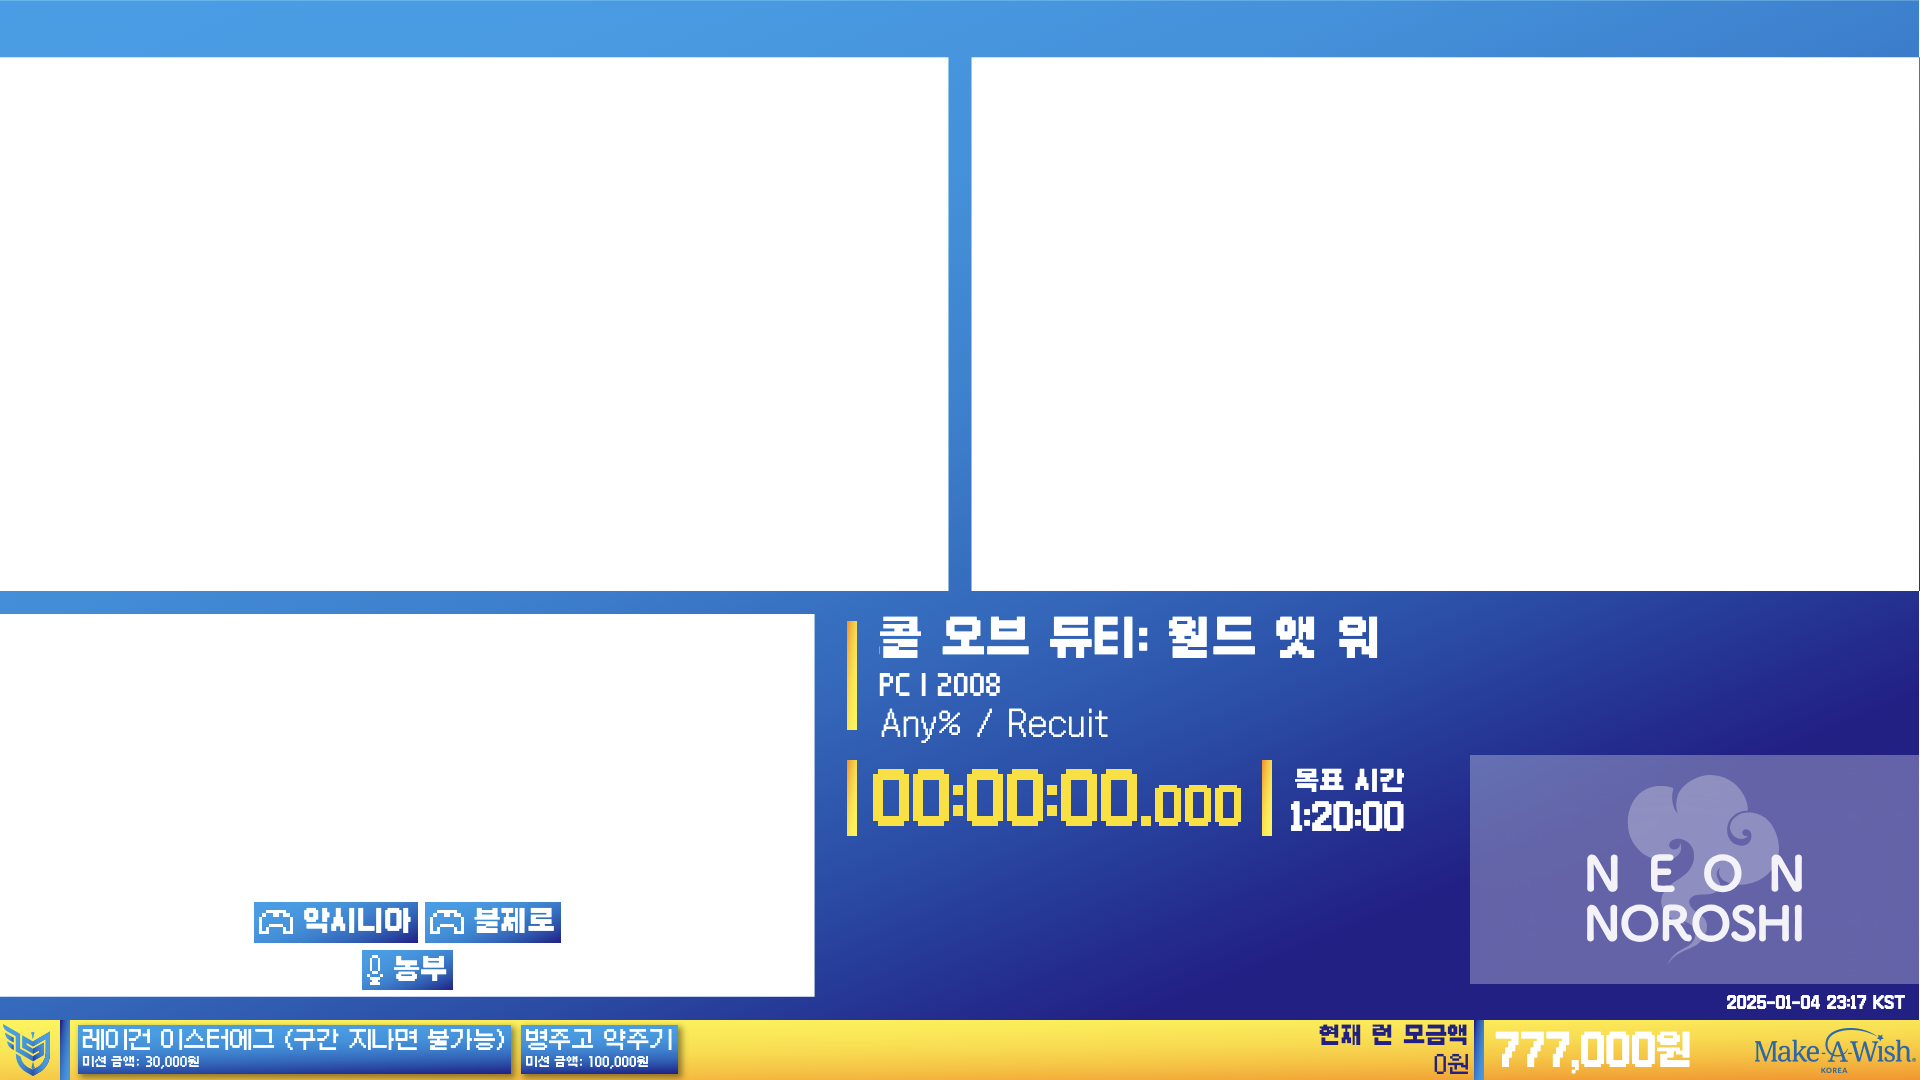 콜 오브 듀티: 월드 앳 워
PC | 2008
Any% / Recuit
00:00:00.000
목표 시간
1:20:00
악시니아
블제로
농부
NEON
NOROSHI
2025-01-04 23:17 KST
레이건 이스터에그 (구간 지나면 불가능)
미션 금액: 30,000원
병주고 약주기
미션 금액: 100,000원
현재 런 모금액
0원
777,000원
Make-A-Wish.
KOREA